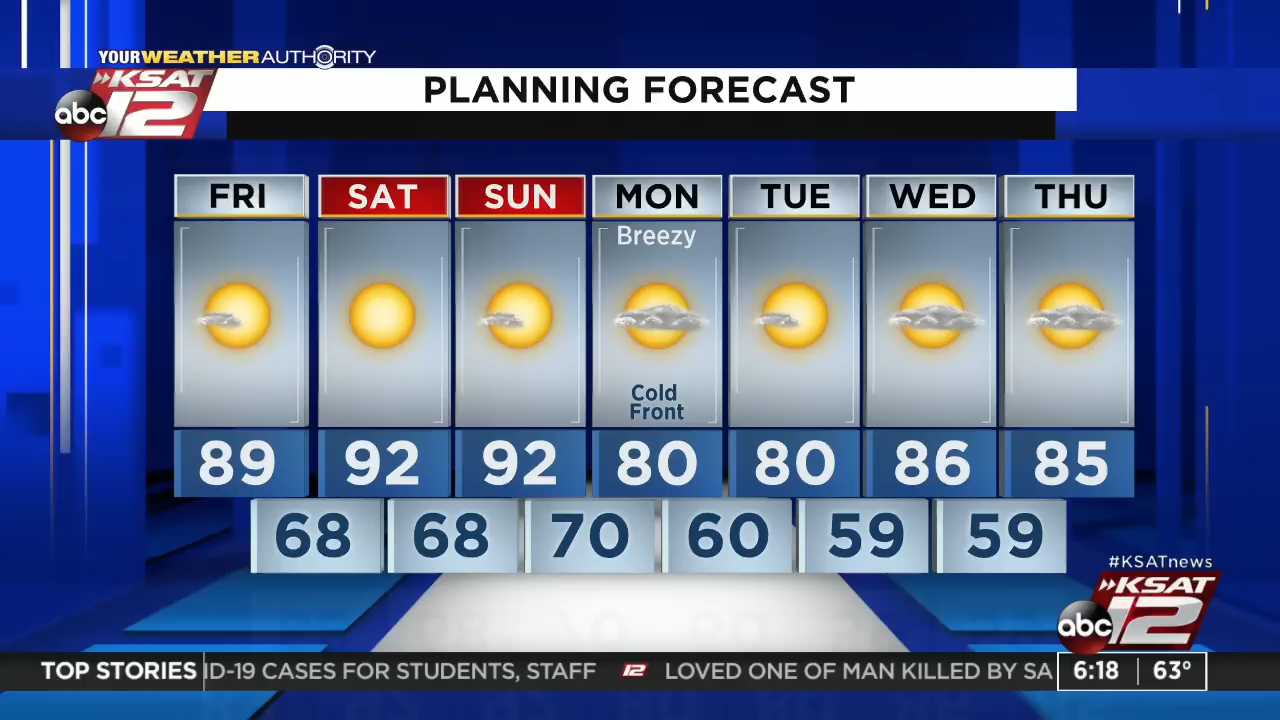 YOURWEATHERAUTHORITY
KSAT
abc 12
PLANNING FORECAST
FRI SAT SUN MON TUE WED THU
Breezy
Cold
Front
89 92 92 80 80 86 85
68 68 70 60 59 59
#KSATnews
KSAT
abc 12
TOP STORIES ID-19 CASES FOR STUDENTS, STAFF 12 LOVED ONE OF MAN KILLED BY SA 6:18 63°